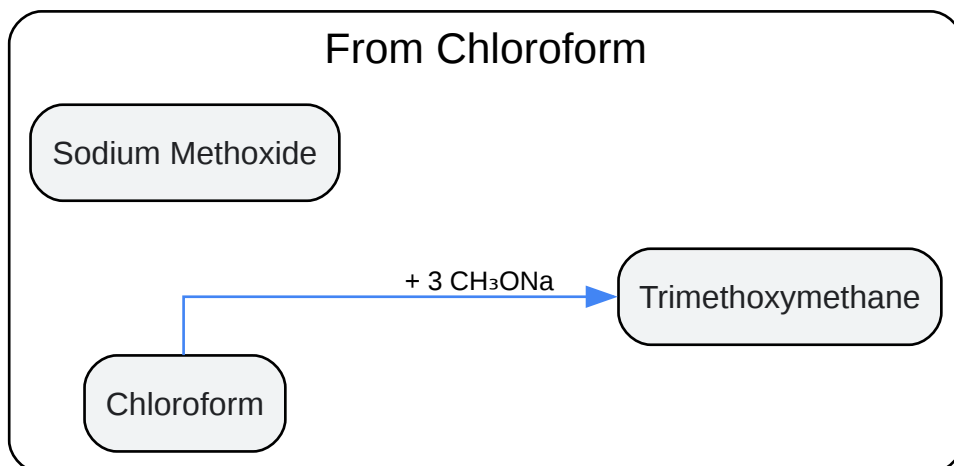 From Chloroform
Sodium Methoxide
+ 3 CH₃ONa
Trimethoxymethane
Chloroform